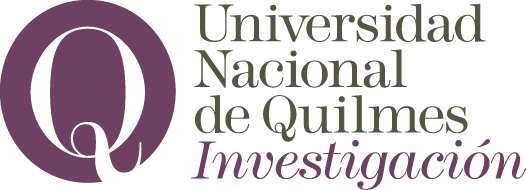 Q
Universidad
Nacional
de Quilmes
Investigación